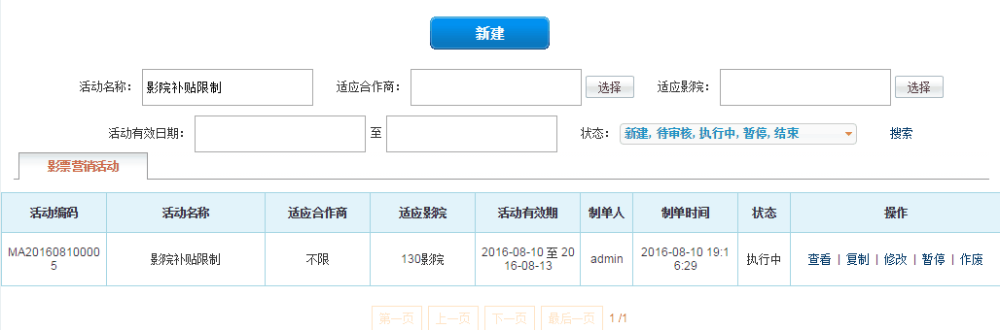 新建
活动名称: 影院补贴限制 适应合作商: 选择 适应影院: 选择
活动有效日期: 至 状态: 新建, 待审核, 执行中, 暂停, 结束 搜索
影票营销活动
活动编码 活动名称 适应合作商 适应影院 活动有效期 制单人 制单时间 状态 操作
MA20160810000 影院补贴限制 不限 130影院 2016-08-10 至 20 admin 2016-08-10 19:1 执行中 查看 | 复制 | 修改 | 暂停 | 作废
5 16-08-13 6:29
第一页 上一页 下一页 最后一页 1 /1